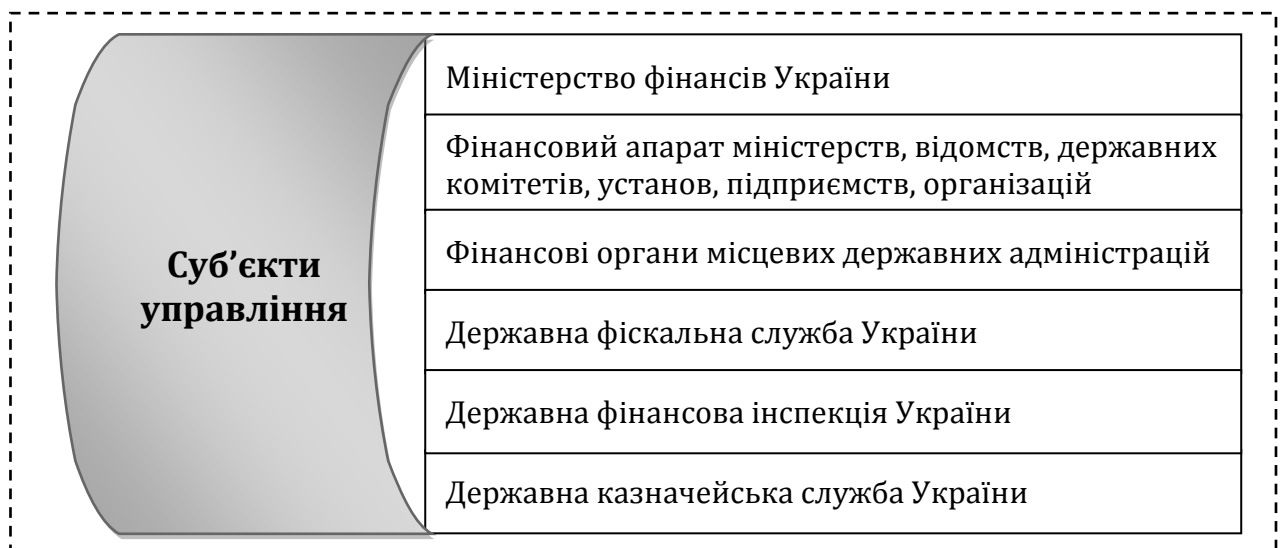 Суб’єкти
управління
Міністерство фінансів України
Фінансовий апарат міністерств, відомств, державних
комітетів, установ, підприємств, організацій
Фінансові органи місцевих державних адміністрацій
Державна фіскальна служба України
Державна фінансова інспекція України
Державна казначейська служба України